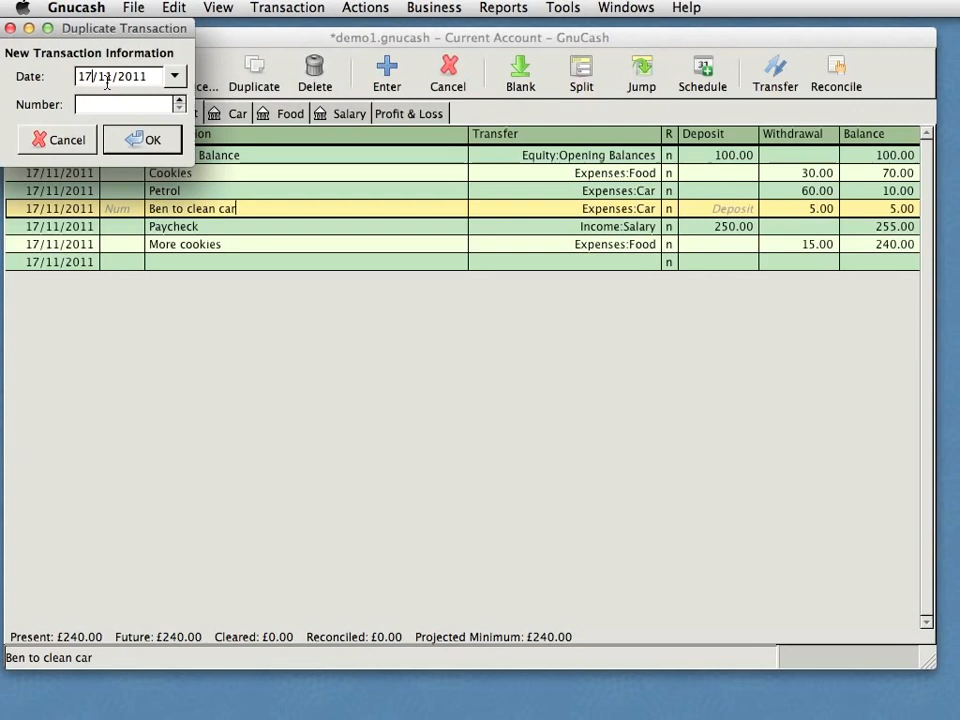 Gnucash File Edit View Transaction Actions Business Reports Tools Windows Help
Duplicate Transaction
*demo1.gnucash - Current Account - GnuCash
New Transaction Information
Date: 17/11/2011
Number:
Cancel OK
Duplicate Delete Enter Cancel Blank Split Jump Schedule Transfer Reconcile
Car Food Salary Profit & Loss
Transfer R Deposit Withdrawal Balance
Balance Equity:Opening Balances n 100.00 100.00
17/11/2011 Cookies Expenses:Food n 30.00 70.00
17/11/2011 Petrol Expenses:Car n 60.00 10.00
17/11/2011 Num Ben to clean car Expenses:Car n Deposit 5.00 5.00
17/11/2011 Paycheck Income:Salary n 250.00 255.00
17/11/2011 More cookies Expenses:Food n 15.00 240.00
17/11/2011 n
Present: £240.00 Future: £240.00 Cleared: £0.00 Reconciled: £0.00 Projected Minimum: £240.00
Ben to clean car